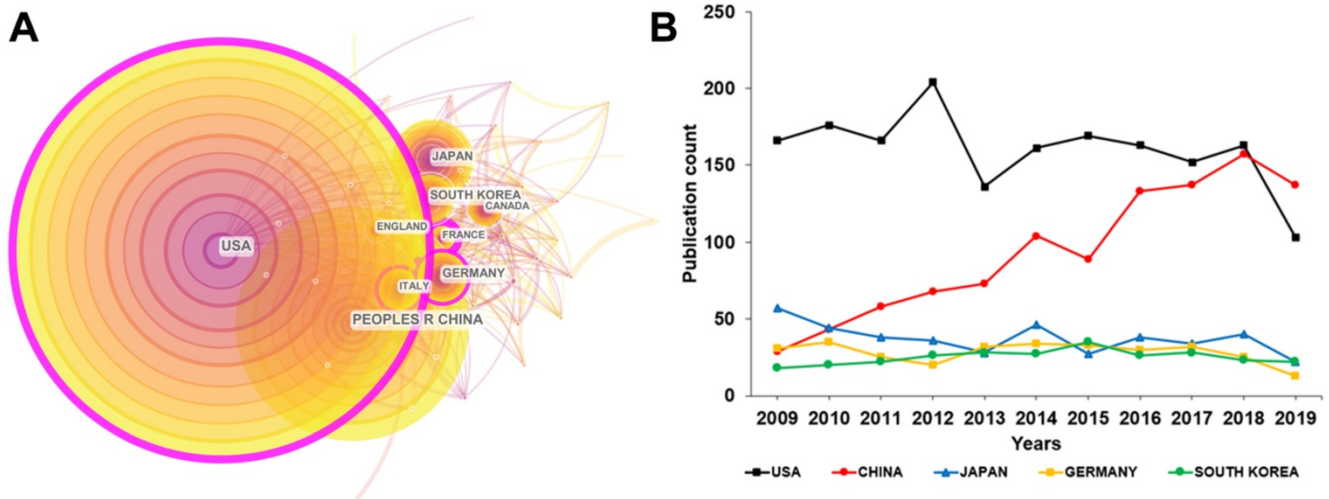 A
USA
JAPAN
SOUTH KOREA
CANADA
ENGLAND
FRANCE
GERMANY
ITALY
PEOPLES R CHINA
B
Publication count
250
200
150
100
50
0
2009 2010 2011 2012 2013 2014 2015 2016 2017 2018 2019
Years
USA CHINA JAPAN GERMANY SOUTH KOREA